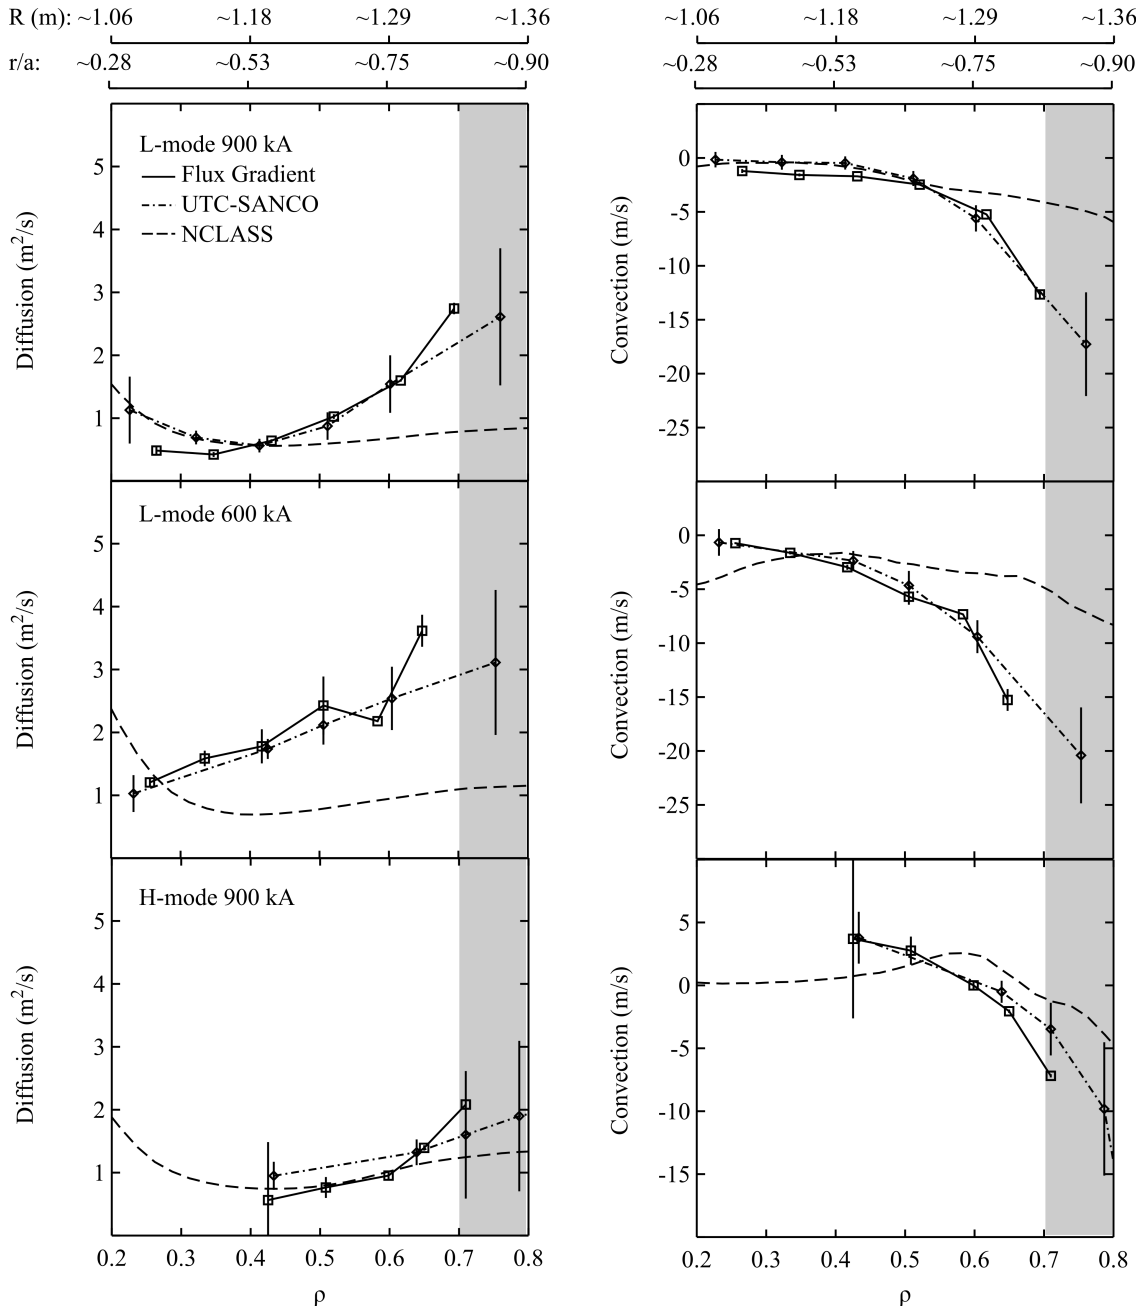 R (m): ~1.06 ~1.18 ~1.29 ~1.36
~1.06 ~1.18 ~1.29 ~1.36
r/a: ~0.28 ~0.53 ~0.75 ~0.90
~0.28 ~0.53 ~0.75 ~0.90
L-mode 900 kA
Flux Gradient
UTC-SANCO
NCLASS
Diffusion (m²/s)
5
4
3
2
1
Convection (m/s)
0
-5
-10
-15
-20
-25
L-mode 600 kA
Diffusion (m²/s)
5
4
3
2
1
Convection (m/s)
0
-5
-10
-15
-20
-25
H-mode 900 kA
Diffusion (m²/s)
5
4
3
2
1
0.2 0.3 0.4 0.5 0.6 0.7 0.8
ρ
Convection (m/s)
5
0
-5
-10
-15
0.2 0.3 0.4 0.5 0.6 0.7 0.8
ρ